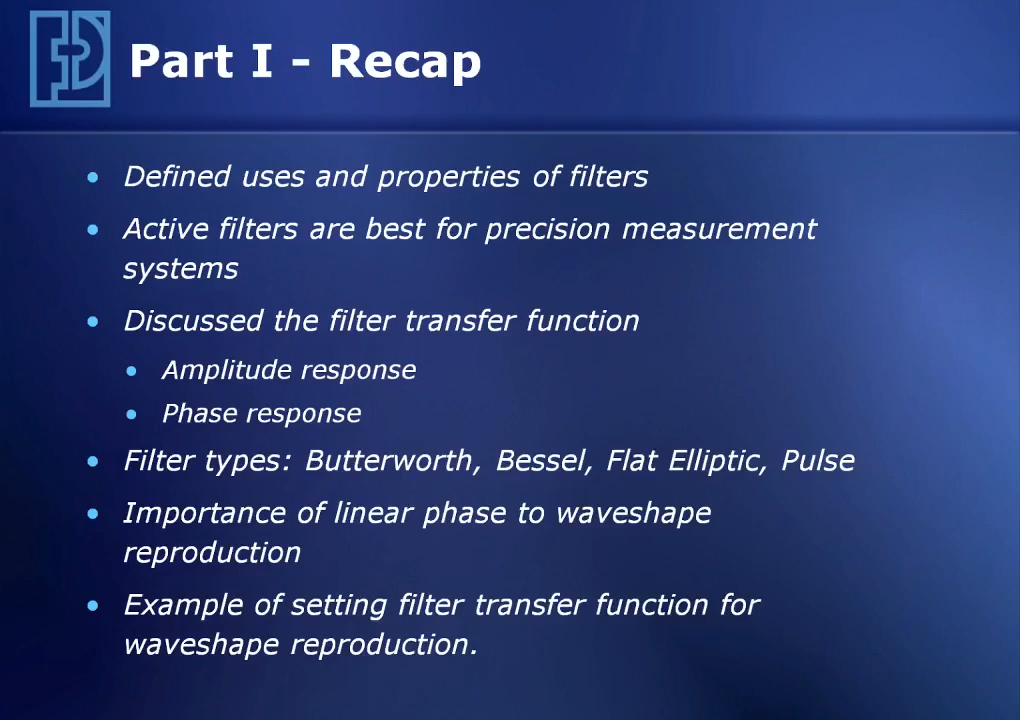 Part I - Recap
• Defined uses and properties of filters
• Active filters are best for precision measurement
systems
• Discussed the filter transfer function
• Amplitude response
• Phase response
• Filter types: Butterworth, Bessel, Flat Elliptic, Pulse
• Importance of linear phase to waveshape
reproduction
• Example of setting filter transfer function for
waveshape reproduction.